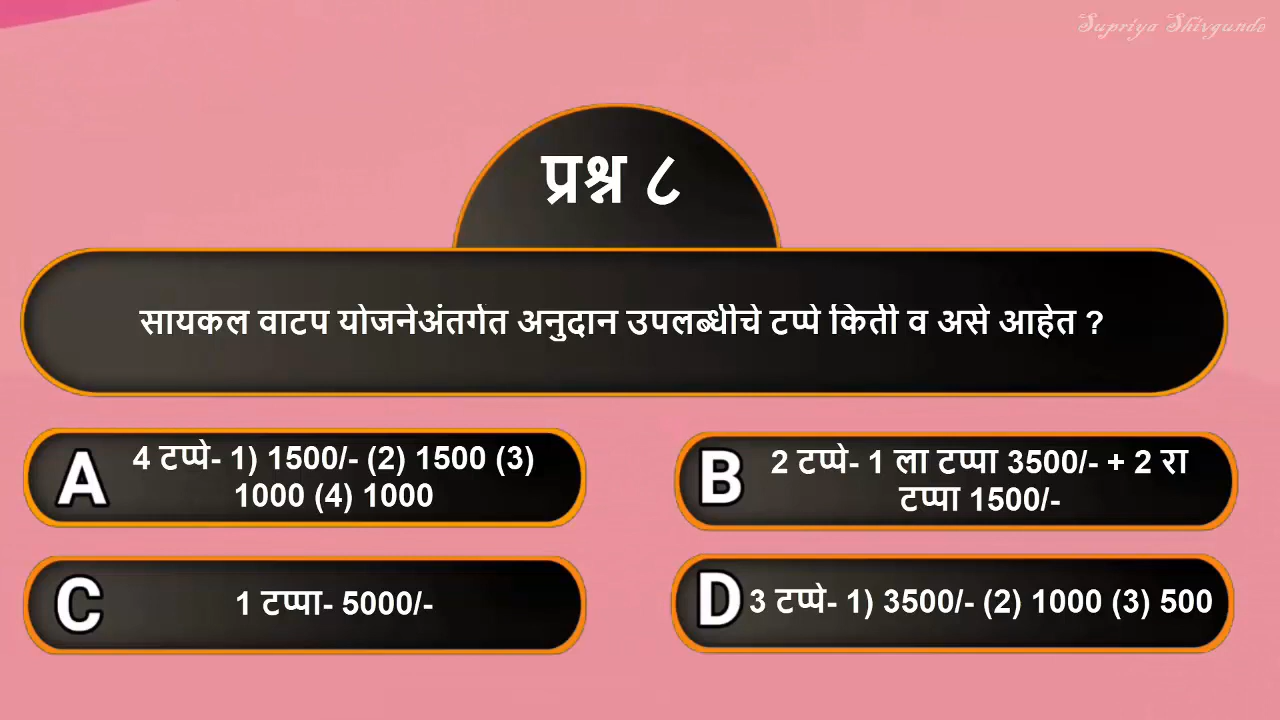 Supriya Shivgunde
प्रश्न ८
सायकल वाटप योजनेअंतर्गत अनुदान उपलब्धीचे टप्पे किती व असे आहेत ?
A
4 टप्पे- 1) 1500/- (2) 1500 (3)
1000 (4) 1000
B
2 टप्पे- 1 ला टप्पा 3500/- + 2 रा
टप्पा 1500/-
C
1 टप्पा- 5000/-
D
3 टप्पे- 1) 3500/- (2) 1000 (3) 500